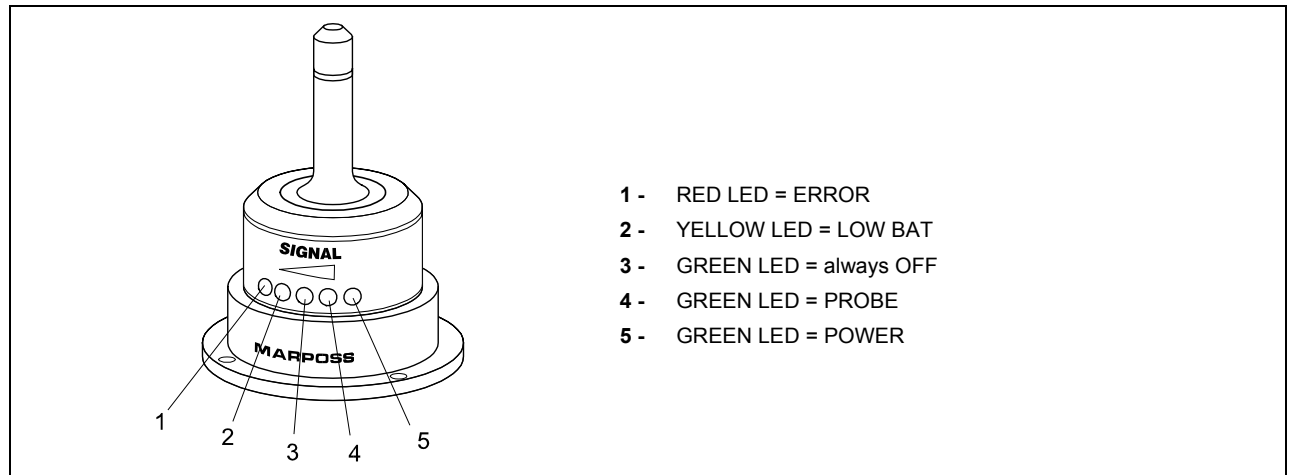 SIGNAL
MARPOSS
1
2
3
4
5
1 - RED LED = ERROR
2 - YELLOW LED = LOW BAT
3 - GREEN LED = always OFF
4 - GREEN LED = PROBE
5 - GREEN LED = POWER